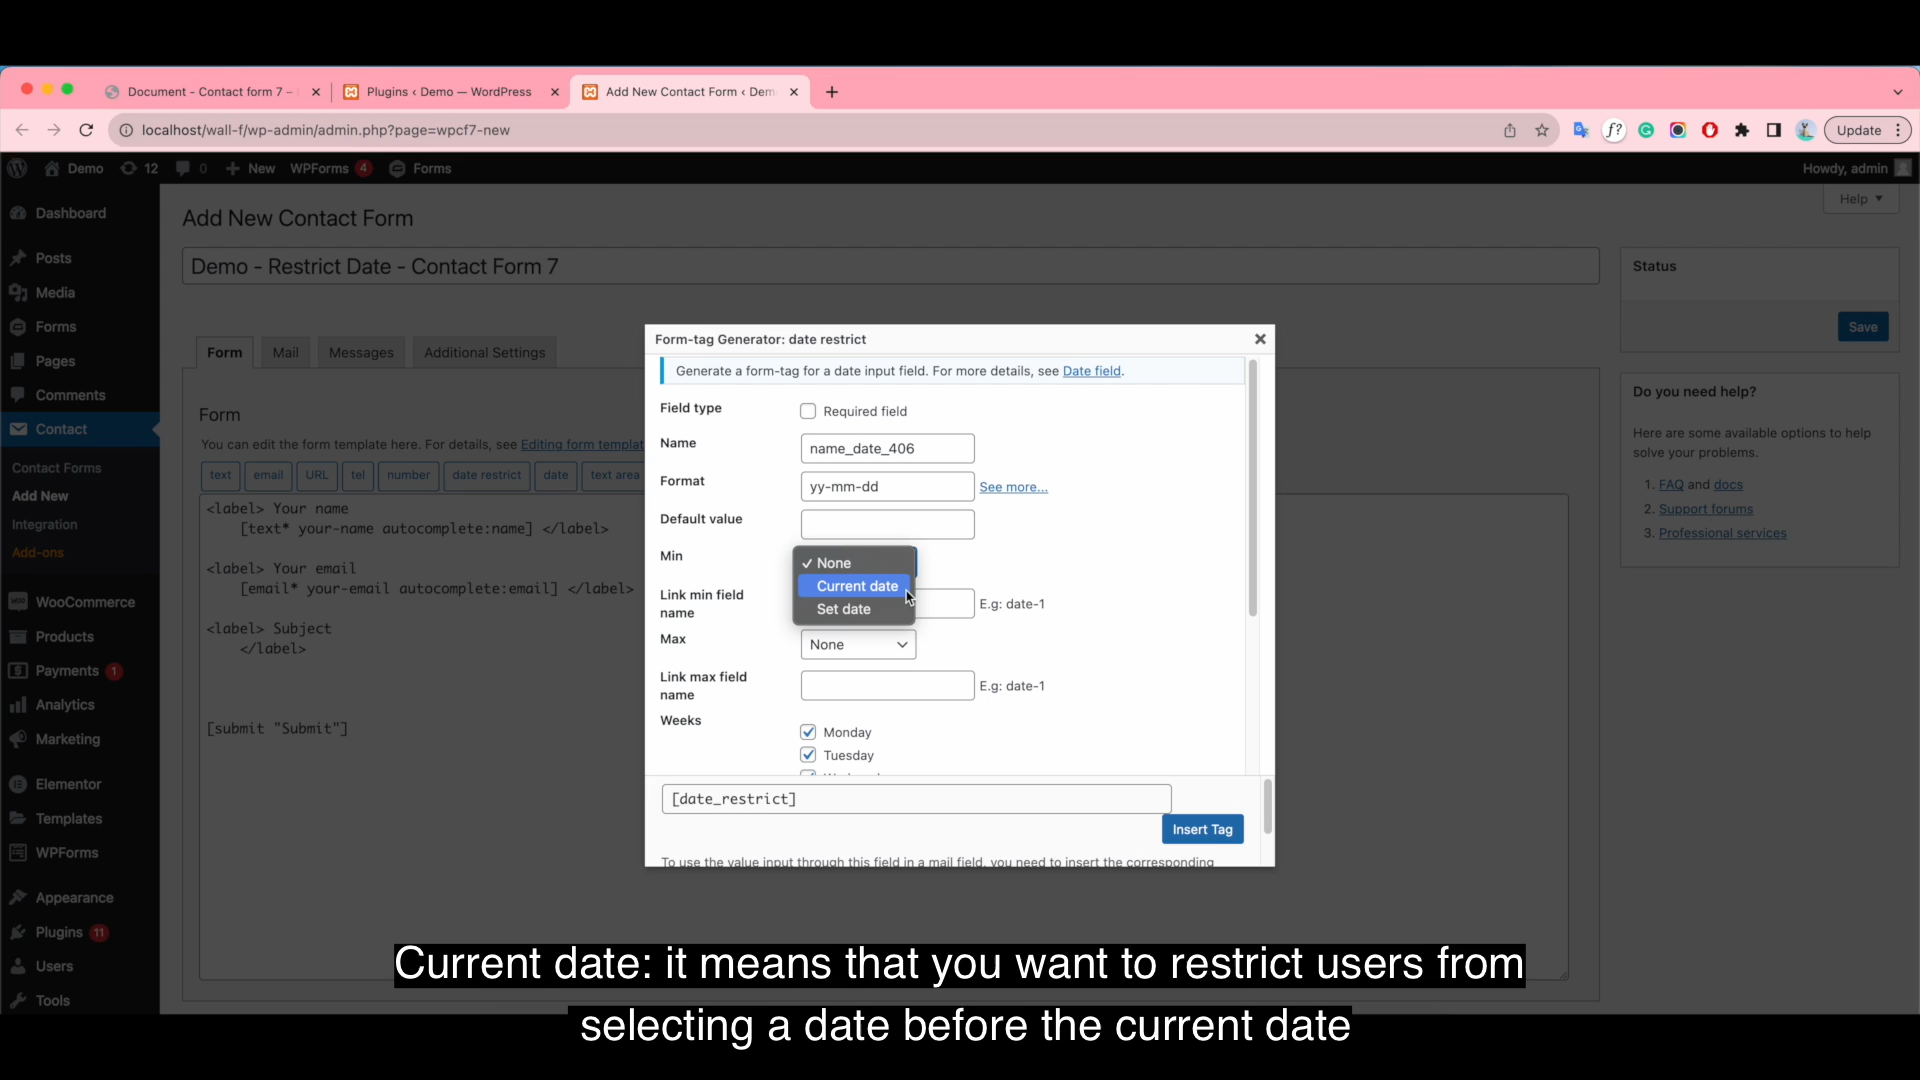 Document - Contact form 7 –
Plugins ‹ Demo — WordPress
Add New Contact Form ‹ Dem
localhost/wall-f/wp-admin/admin.php?page=wpcf7-new
f?
Update
Demo
12
0
New
WPForms 4
Forms
Howdy, admin
Dashboard
Posts
Media
Forms
Pages
Comments
Contact
Contact Forms
Add New
Integration
Add-ons
WooCommerce
Products
Payments 1
Analytics
Marketing
Elementor
Templates
WPForms
Appearance
Plugins 11
Users
Tools
Add New Contact Form
Help
Demo - Restrict Date - Contact Form 7
Form
Mail
Messages
Additional Settings
Form
You can edit the form template here. For details, see Editing form templat
text
email
URL
tel
number
date restrict
date
text area
<label> Your name
[text* your-name autocomplete:name] </label>
<label> Your email
[email* your-email autocomplete:email] </label>
<label> Subject
</label>
[submit "Submit"]
Form-tag Generator: date restrict
Generate a form-tag for a date input field. For more details, see Date field.
Field type
Required field
Name
name_date_406
Format
yy-mm-dd
See more...
Default value
Min
✓ None
Current date
Set date
Link min field
name
E.g: date-1
Max
None
Link max field
name
E.g: date-1
Weeks
Monday
Tuesday
[date_restrict]
Insert Tag
To use the value input through this field in a mail field, you need to insert the corresponding
Status
Save
Do you need help?
Here are some available options to help
solve your problems.
1. FAQ and docs
2. Support forums
3. Professional services
Current date: it means that you want to restrict users from
selecting a date before the current date